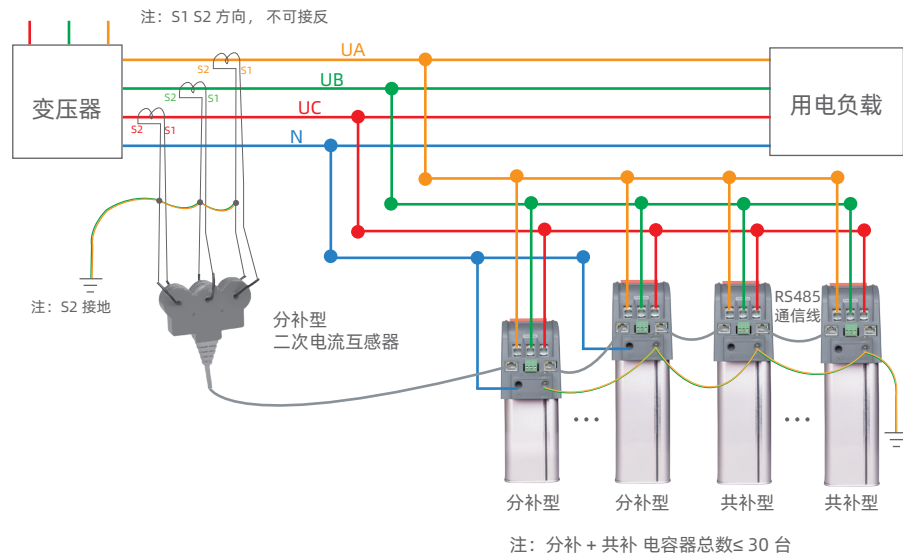 注：S1 S2 方向， 不可接反
变压器
S2
S1
S2
S1
S2
S1
UA
UB
UC
N
用电负载
注：S2 接地
分补型
二次电流互感器
RS485
通信线
...
...
分补型
分补型
共补型
共补型
注：分补 + 共补 电容器总数≤ 30 台